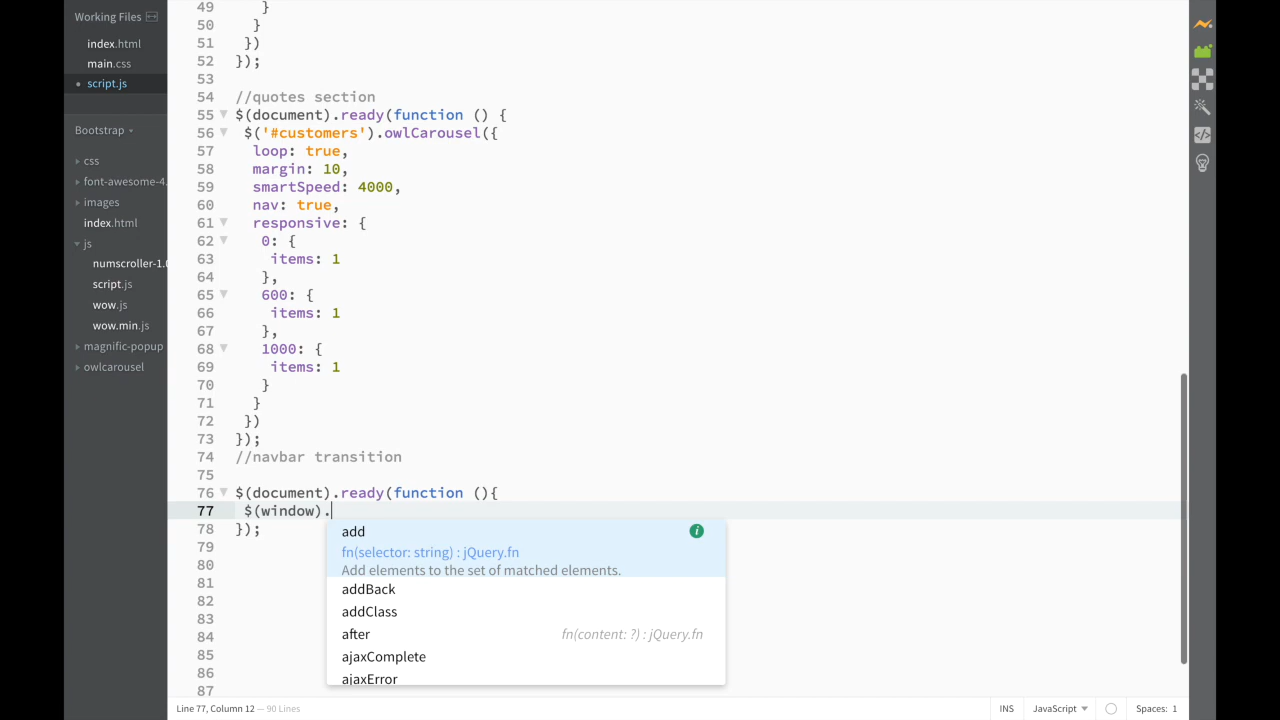 Working Files
index.html
main.css
script.js
Bootstrap
css
font-awesome-4.
images
index.html
js
numscroller-1.0
script.js
wow.js
wow.min.js
magnific-popup
owlcarousel
49 }
50 }
51 })
52 });
53
54 //quotes section
55 $(document).ready(function () {
56 $('#customers').owlCarousel({
57 loop: true,
58 margin: 10,
59 smartSpeed: 4000,
60 nav: true,
61 responsive: {
62 0: {
63 items: 1
64 },
65 600: {
66 items: 1
67 },
68 1000: {
69 items: 1
70 }
71 }
72 })
73 });
74 //navbar transition
75
76 $(document).ready(function (){
77 $(window).
78 });
79
80
81
82
83
84
85
86
87
add
fn(selector: string) : jQuery.fn
Add elements to the set of matched elements.
addBack
addClass
after fn(content: ?) : jQuery.fn
ajaxComplete
ajaxError
Line 77, Column 12 — 90 Lines
INS JavaScript Spaces: 1